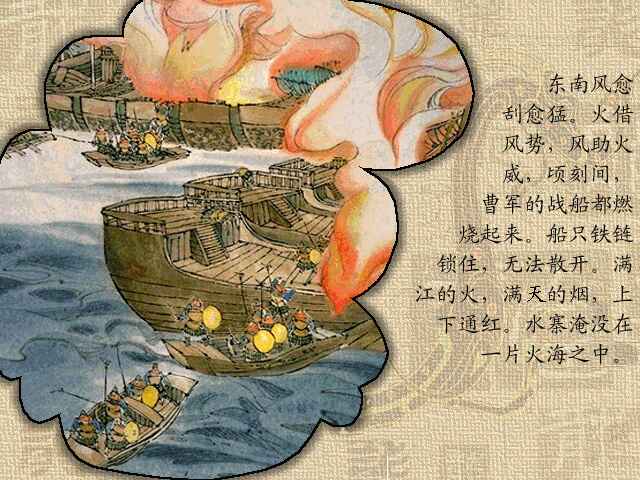 东南风愈
刮愈猛。火借
风势，风助火
威，顷刻间，
曹军的战船都燃
烧起来。船只铁链
锁住，无法散开。满
江的火，满天的烟，上
下通红。水寨淹没在
一片火海之中。